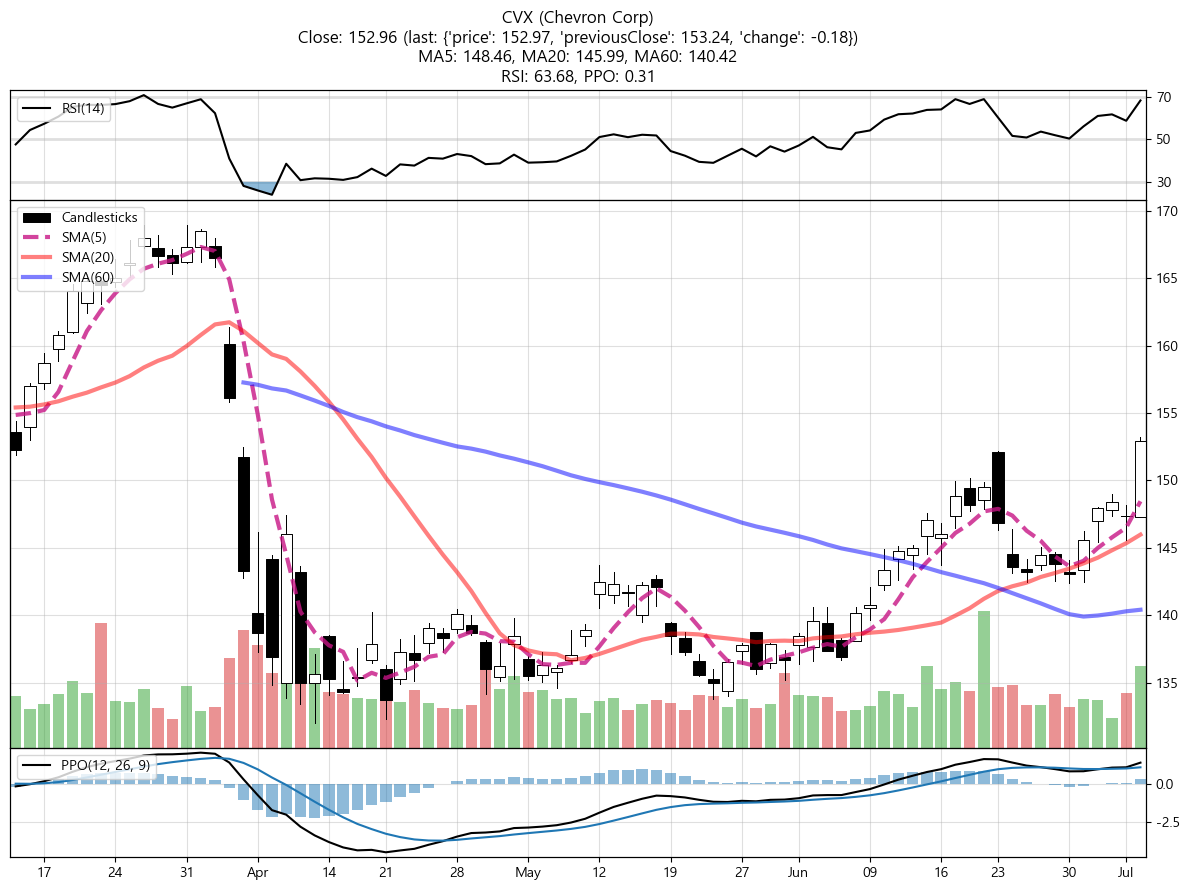 CVX (Chevron Corp)
Close: 152.96 (last: {'price': 152.97, 'previousClose': 153.24, 'change': -0.18})
MA5: 148.46, MA20: 145.99, MA60: 140.42
RSI: 63.68, PPO: 0.31
RSI(14)
70
50
30
Candlesticks
SMA(5)
SMA(20)
SMA(60)
170
165
160
155
150
145
140
135
PPO(12, 26, 9)
0.0
−2.5
17 24 31 Apr 14 21 28 May 12 19 27 Jun 09 16 23 30 Jul